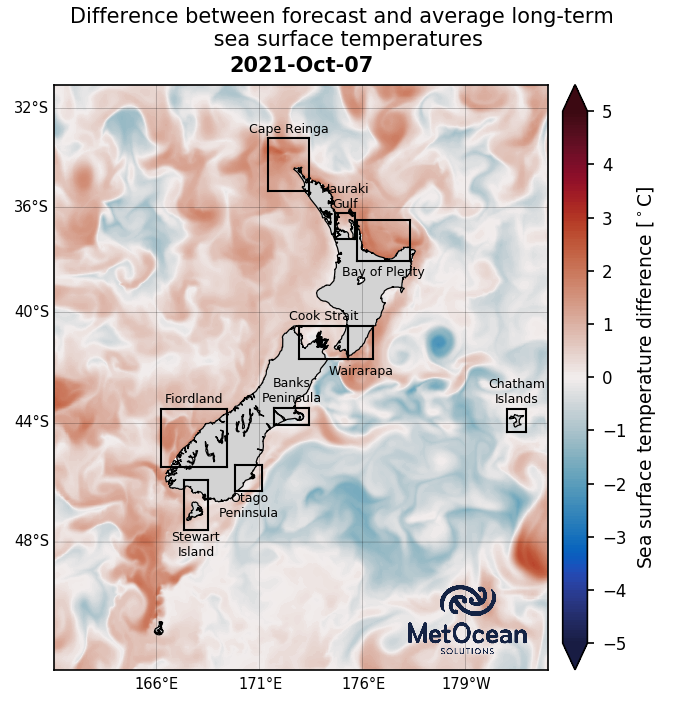 Difference between forecast and average long-term
sea surface temperatures
2021-Oct-07
32°S
36°S
40°S
44°S
48°S
166°E
171°E
176°E
179°W
Cape Reinga
Hauraki
Gulf
Bay of Plenty
Cook Strait
Wairarapa
Banks
Peninsula
Fiordland
Chatham
Islands
Otago
Peninsula
Stewart
Island
MetOcean
SOLUTIONS
5
4
3
2
1
0
−1
−2
−3
−4
−5
Sea surface temperature difference [°C]